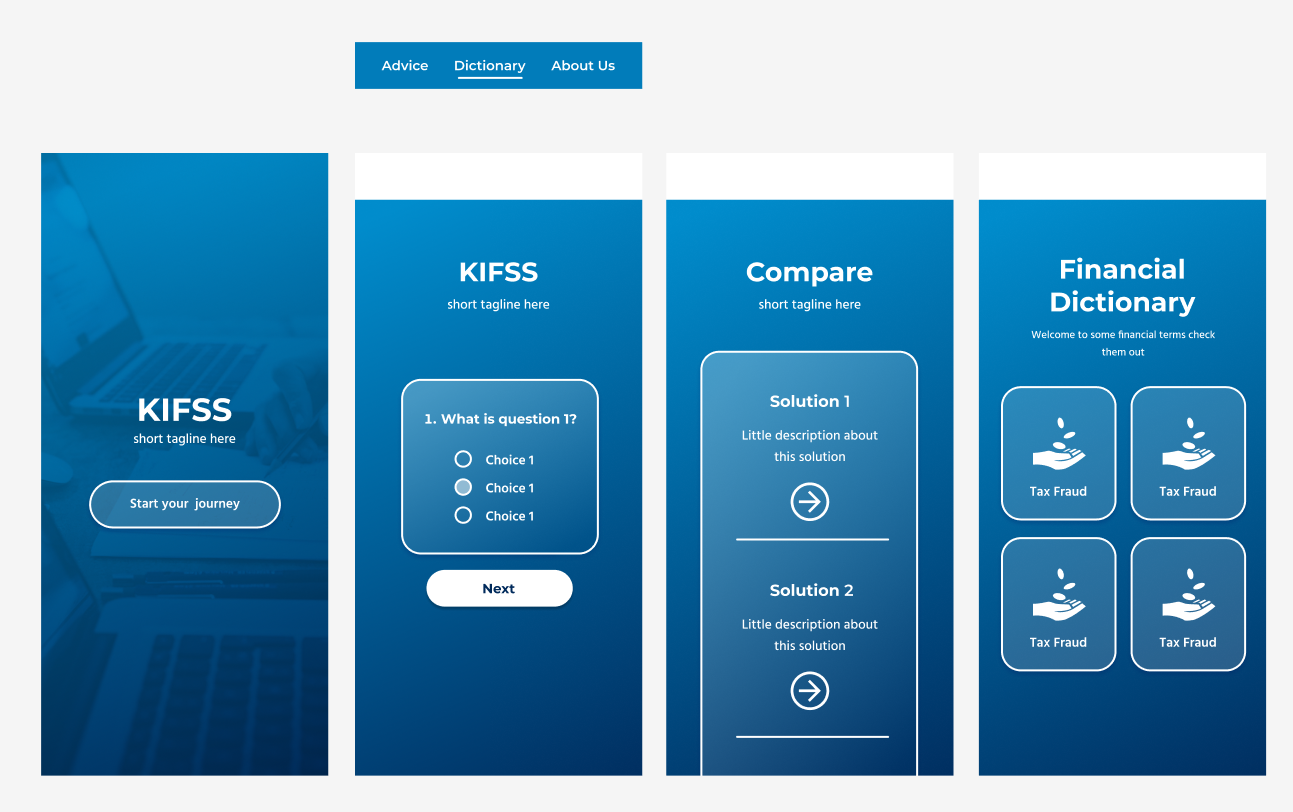 Advice Dictionary About Us
KIFSS
short tagline here
Start your journey
KIFSS
short tagline here
1. What is question 1?
Choice 1
Choice 1
Choice 1
Next
Compare
short tagline here
Solution 1
Little description about
this solution
Solution 2
Little description about
this solution
Financial
Dictionary
Welcome to some financial terms check
them out
Tax Fraud
Tax Fraud
Tax Fraud
Tax Fraud